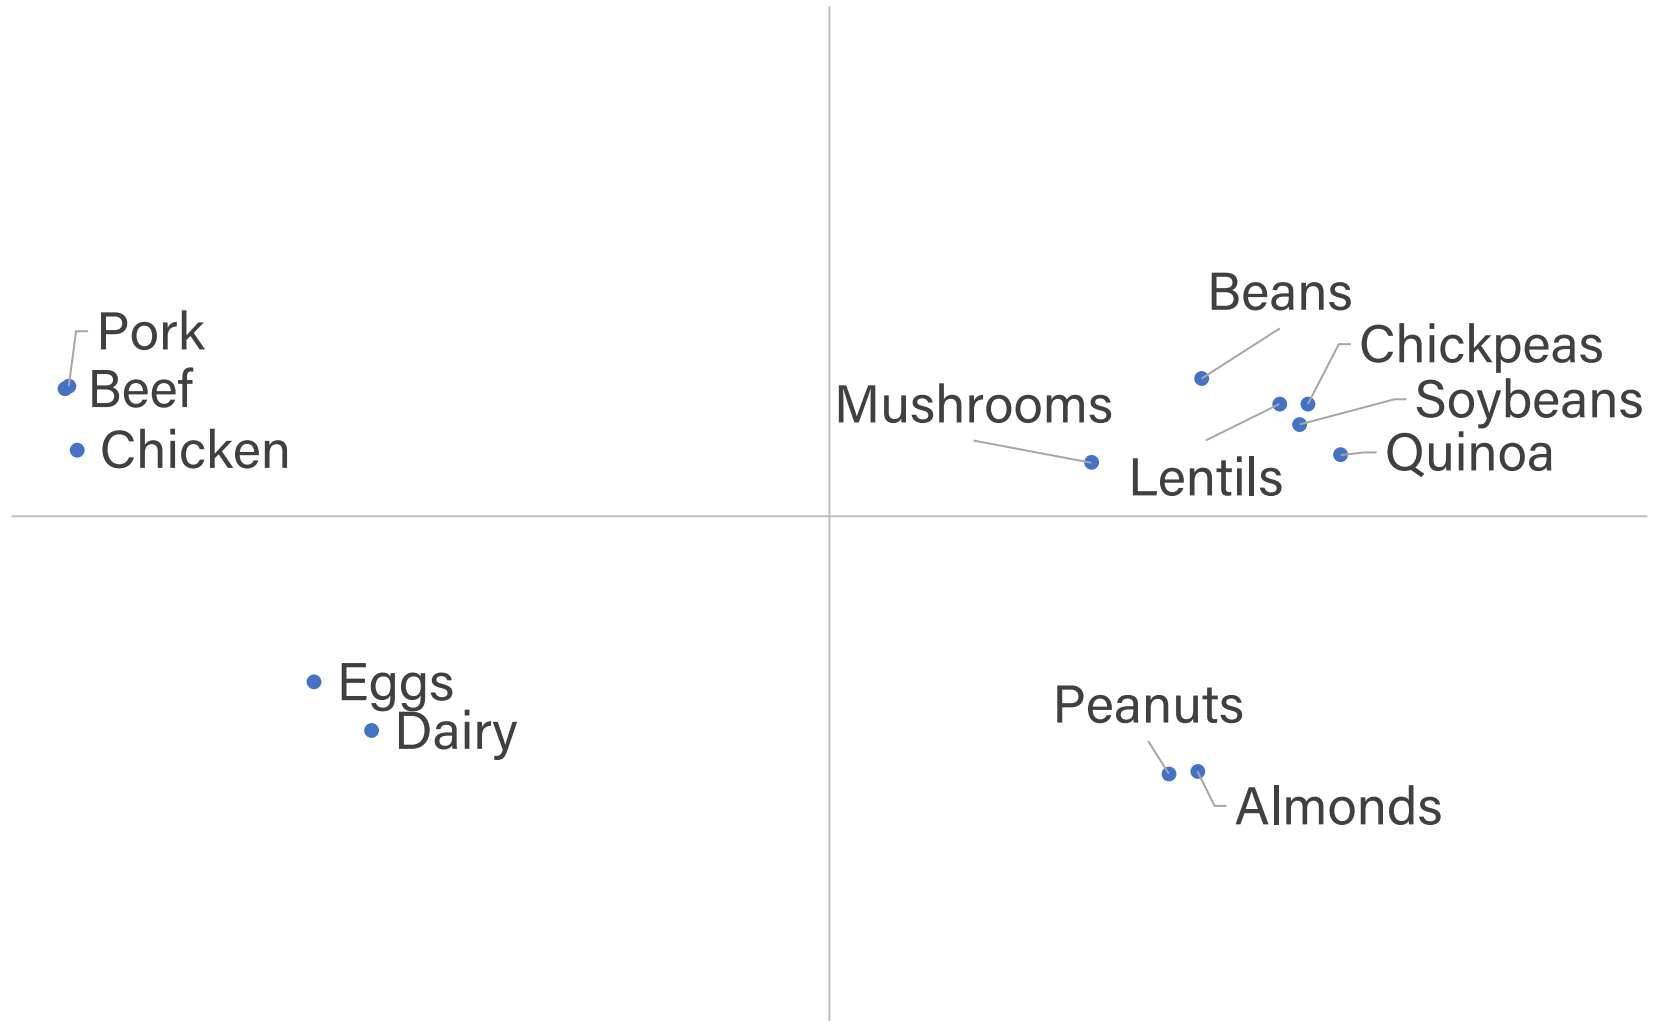 Beans
Pork
Chickpeas
Beef
Mushrooms
Soybeans
Chicken
Quinoa
Lentils
Eggs
Peanuts
Dairy
Almonds